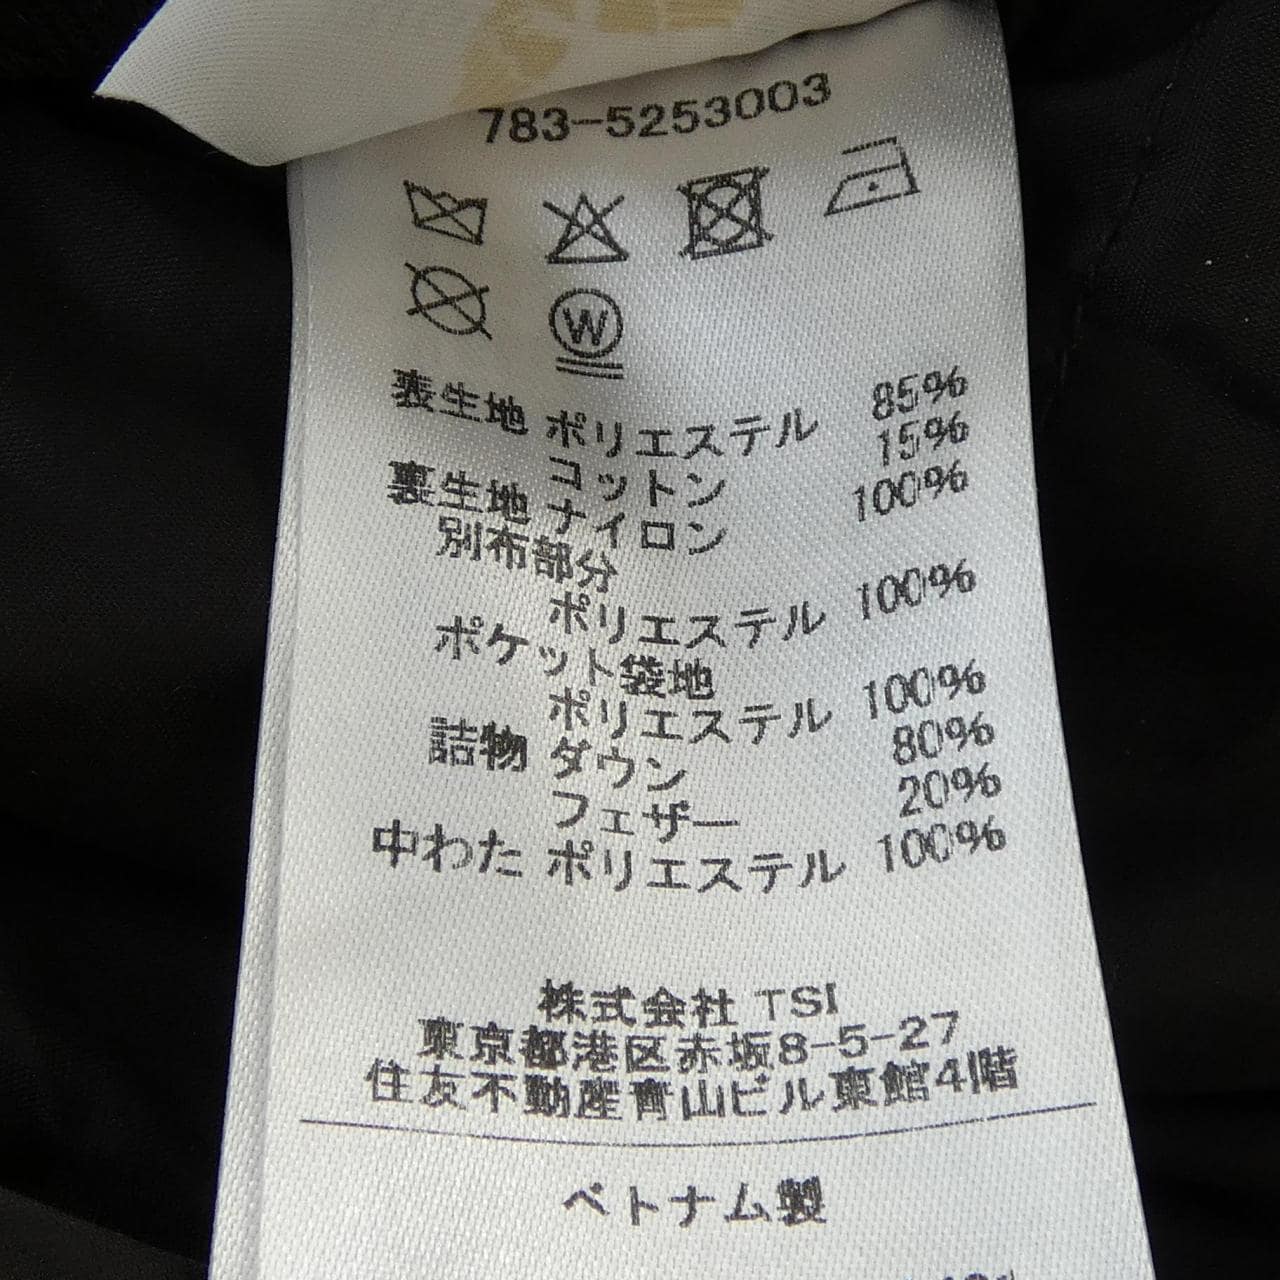 783-5253003
W
表生地 ポリエステル 85%
コットン 15%
裏生地 ナイロン 100%
別布部分
ポリエステル 100%
ポケット袋地
ポリエステル 100%
詰物 ダウン 80%
フェザー 20%
中わた ポリエステル 100%
株式会社 TSI
東京都港区赤坂8-5-27
住友不動産青山ビル東館4階
ベトナム製